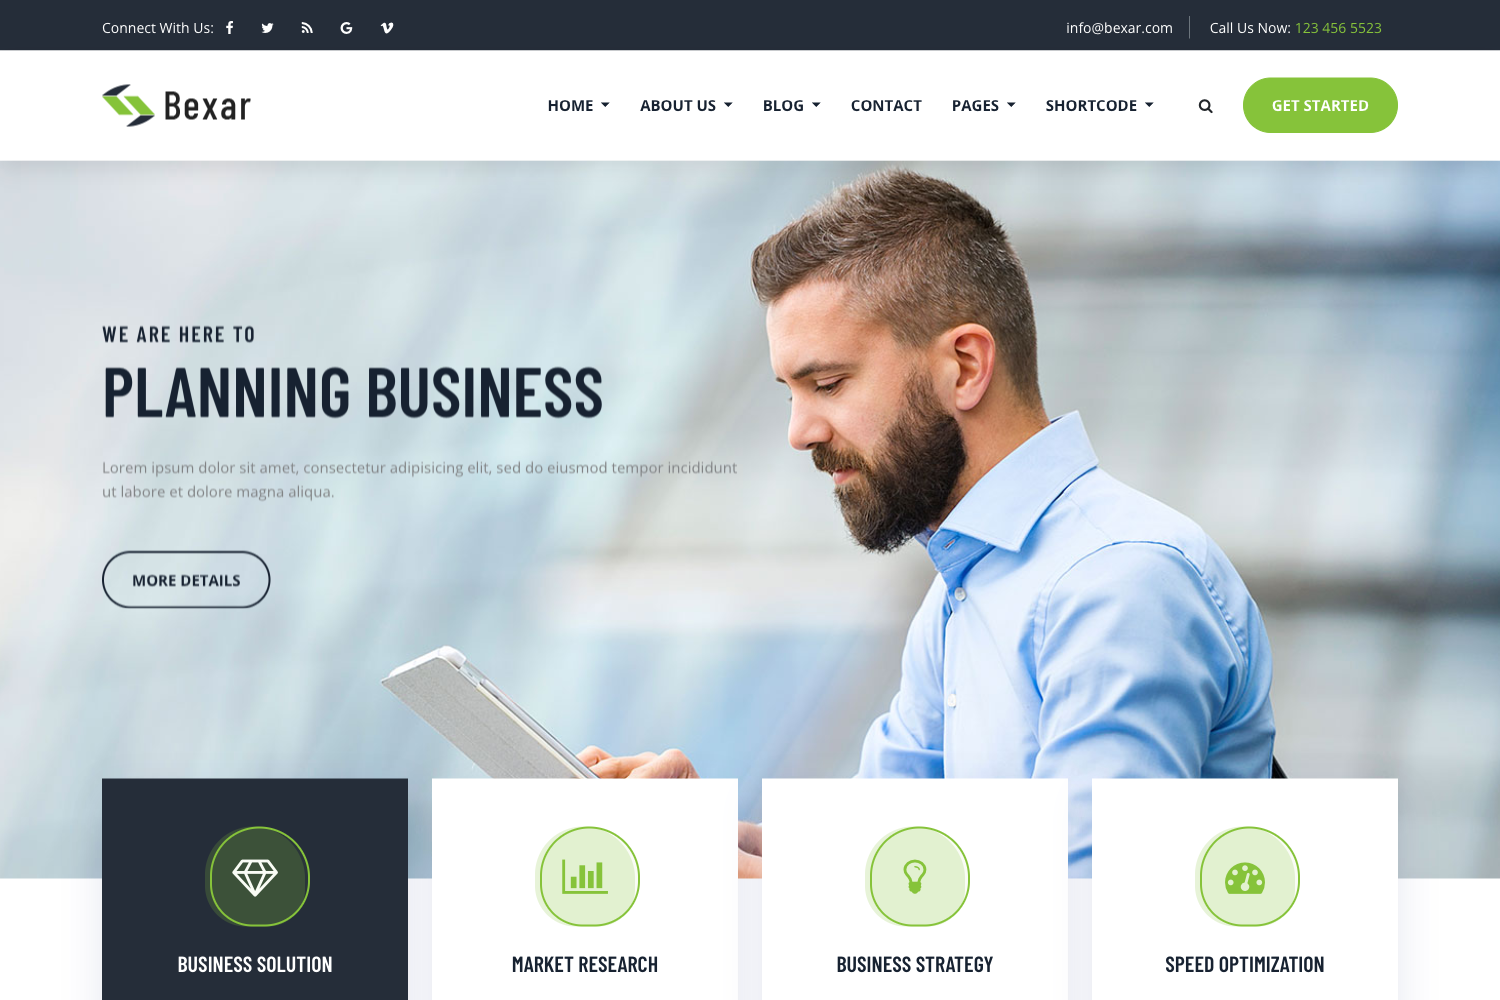 Connect With Us:
info@bexar.com
Call Us Now: 123 456 5523
Bexar
HOME
ABOUT US
BLOG
CONTACT
PAGES
SHORTCODE
GET STARTED
WE ARE HERE TO
PLANNING BUSINESS
Lorem ipsum dolor sit amet, consectetur adipisicing elit, sed do eiusmod tempor incididunt
ut labore et dolore magna aliqua.
MORE DETAILS
BUSINESS SOLUTION
MARKET RESEARCH
BUSINESS STRATEGY
SPEED OPTIMIZATION